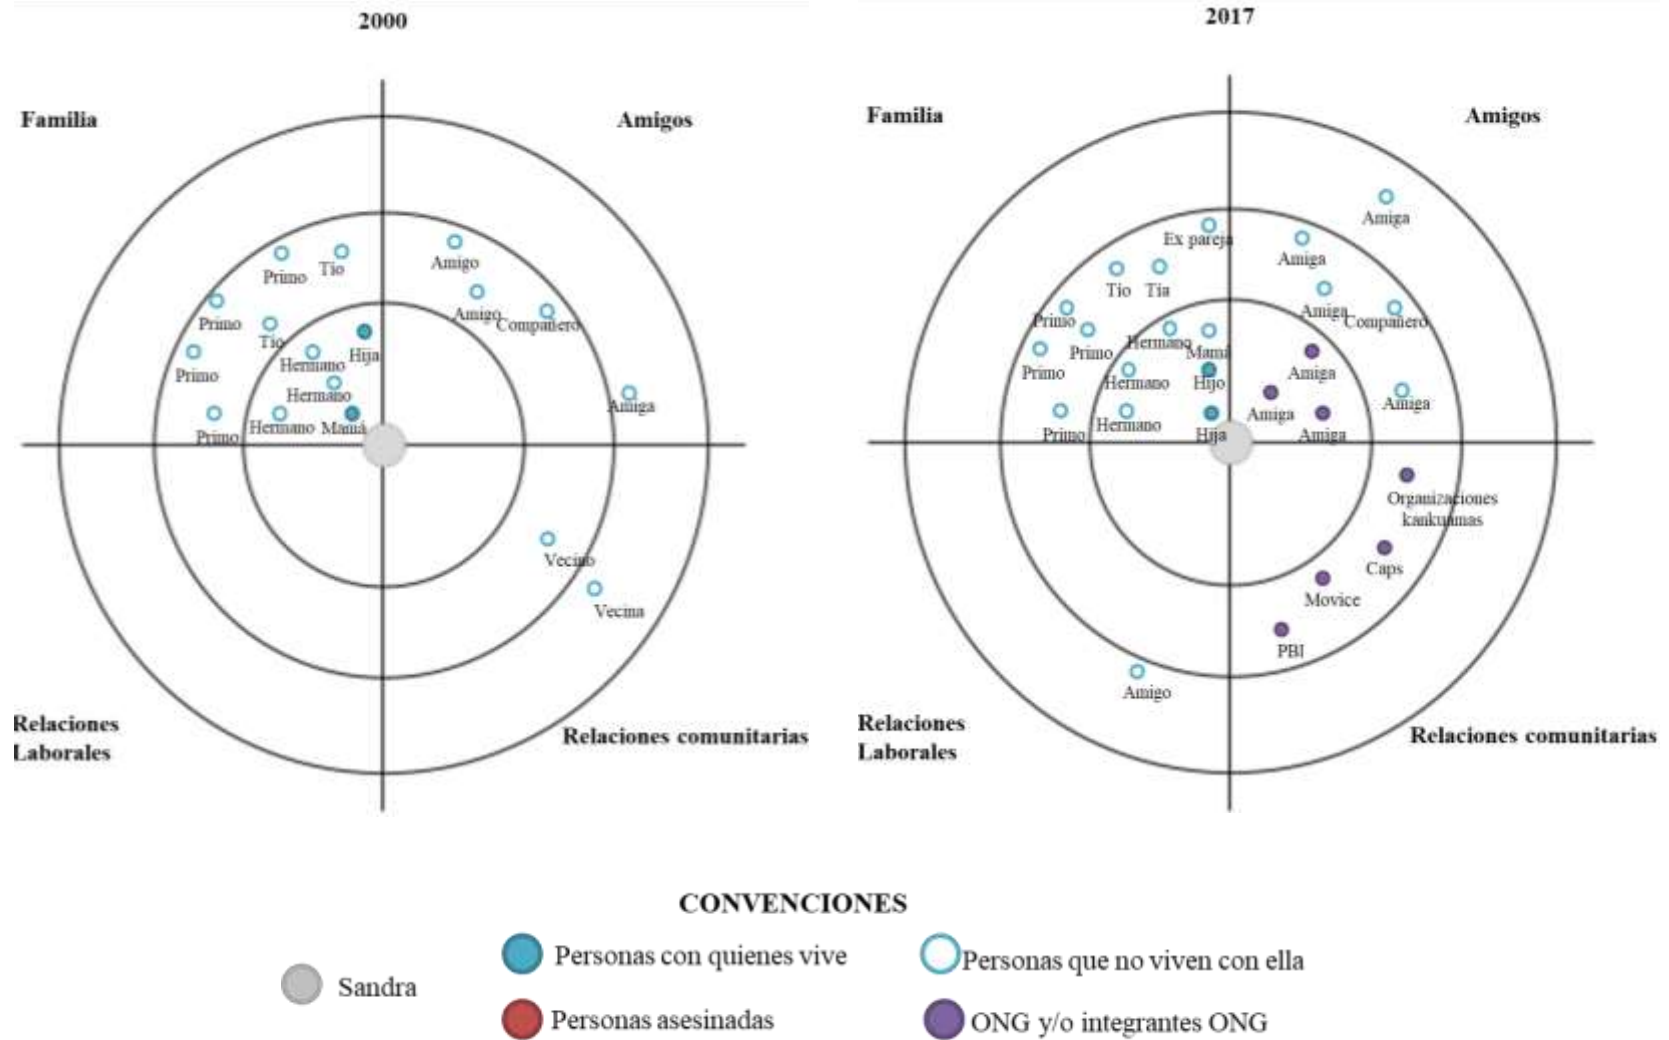 2000
Familia
Amigos
Primo
Tío
Primo
Tío
Primo
Hermano
Hija
Hermano
Primo
Hermano
Mamá
Amigo
Amigo
Compañero
Amiga
Vecino
Vecina
Relaciones
Laborales
Relaciones comunitarias
2017
Familia
Amigos
Ex pareja
Tío
Tía
Primo
Primo
Hermano
Mamá
Primo
Hermano
Hijo
Primo
Hermano
Hija
Amiga
Amiga
Amiga
Compañero
Amiga
Amiga
Amiga
Amiga
Organizaciones
kankuamas
Caps
Movice
PBI
Amigo
Relaciones
Laborales
Relaciones comunitarias
CONVENCIONES
Sandra
Personas con quienes vive
Personas que no viven con ella
Personas asesinadas
ONG y/o integrantes ONG